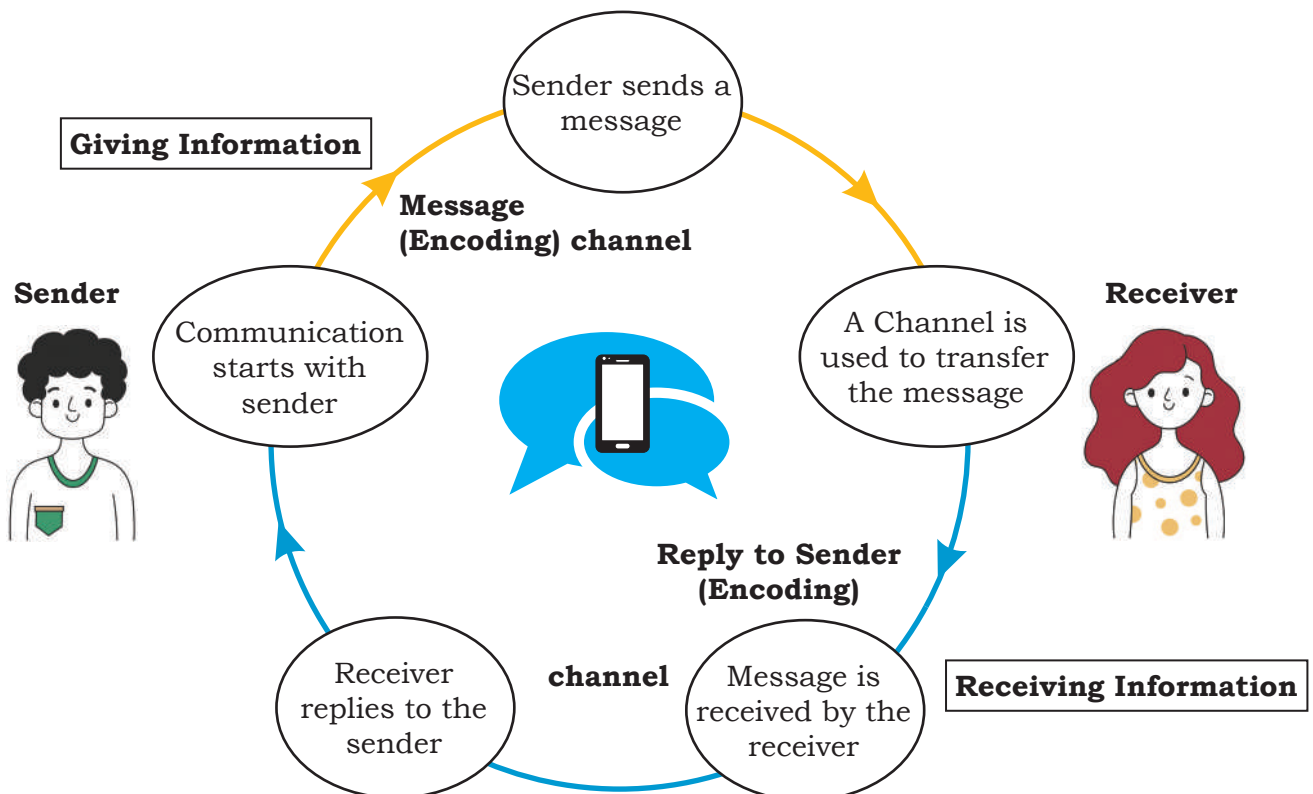 Sender sends a
message
Giving Information
Message
(Encoding) channel
Sender
Communication
starts with
sender
A Channel is
used to transfer
the message
Receiver
Reply to Sender
(Encoding)
channel
Receiver
replies to the
sender
Message is
received by the
receiver
Receiving Information